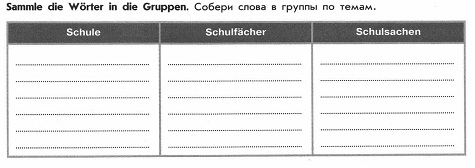 Sammle die Wörter in die Gruppen. Собери слова в группы по темам.
Schule Schulfächer Schulsachen